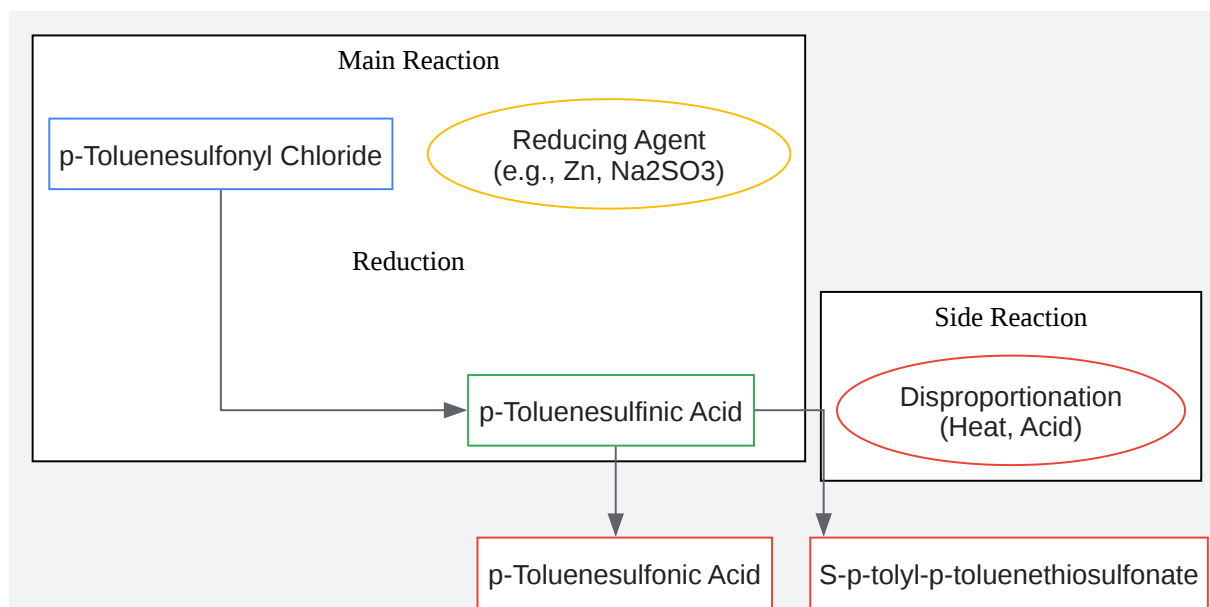 Main Reaction
p-Toluenesulfonyl Chloride
Reducing Agent
(e.g., Zn, Na2SO3)
Reduction
Side Reaction
p-Toluenesulfinic Acid
Disproportionation
(Heat, Acid)
p-Toluenesulfonic Acid
S-p-tolyl-p-toluenethiosulfonate